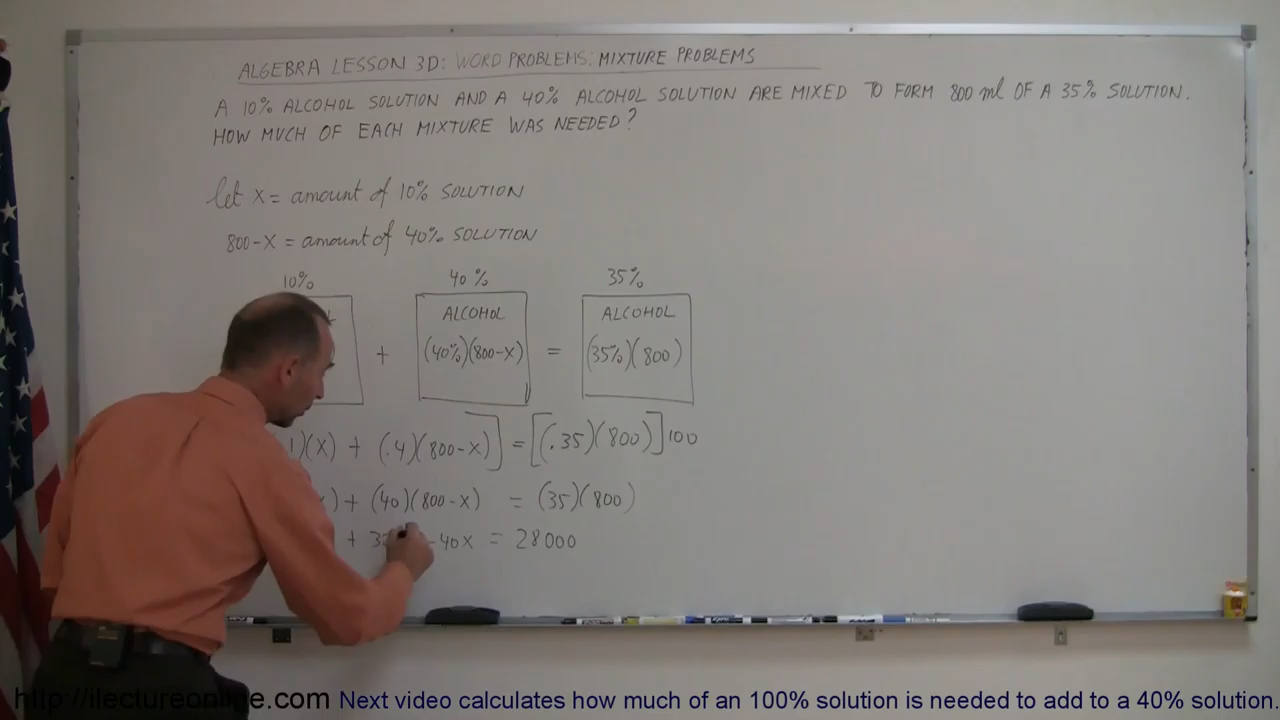 ALGEBRA LESSON 3D: WORD PROBLEMS: MIXTURE PROBLEMS
A 10% ALCOHOL SOLUTION AND A 40% ALCOHOL SOLUTION ARE MIXED TO FORM 800 ml OF A 35% SOLUTION.
HOW MUCH OF EACH MIXTURE WAS NEEDED?
let X = amount of 10% SOLUTION
800-X = amount of 40% SOLUTION
10% 40% 35%
ALCOHOL ALCOHOL
+ (40%)(800-X) = (35%)(800)
1)(X) + (.4)(800-X)] = [(.35)(800)]100
) + (40)(800-X) = (35)(800)
+ -40X = 28000
http://ilectureonline.com Next video calculates how much of an 100% solution is needed to add to a 40% solution.